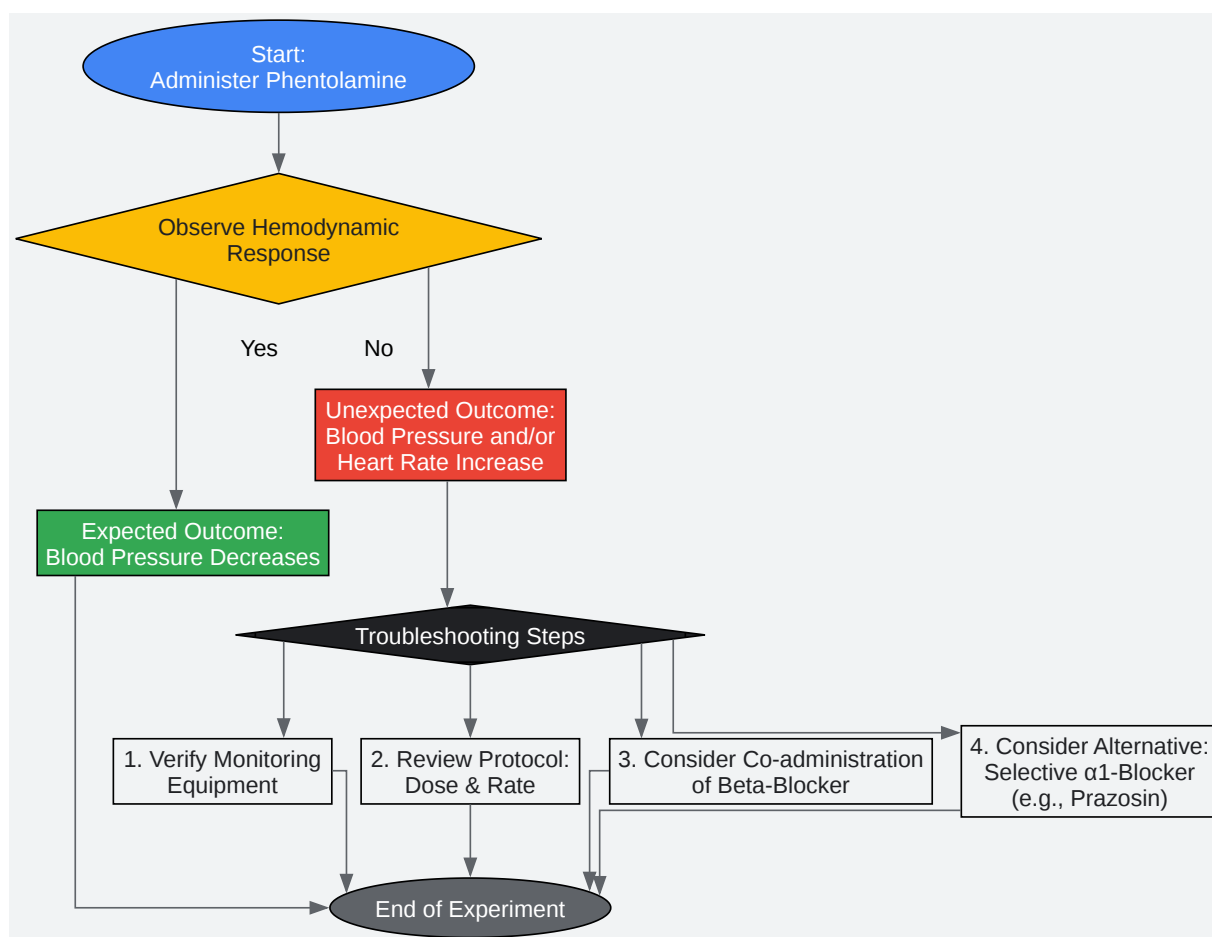 Start:
Administer Phentolamine
Observe Hemodynamic
Response
Yes
No
Unexpected Outcome:
Blood Pressure and/or
Heart Rate Increase
Expected Outcome:
Blood Pressure Decreases
Troubleshooting Steps
1. Verify Monitoring
Equipment
2. Review Protocol:
Dose & Rate
3. Consider Co-administration
of Beta-Blocker
4. Consider Alternative:
Selective α1-Blocker
(e.g., Prazosin)
End of Experiment